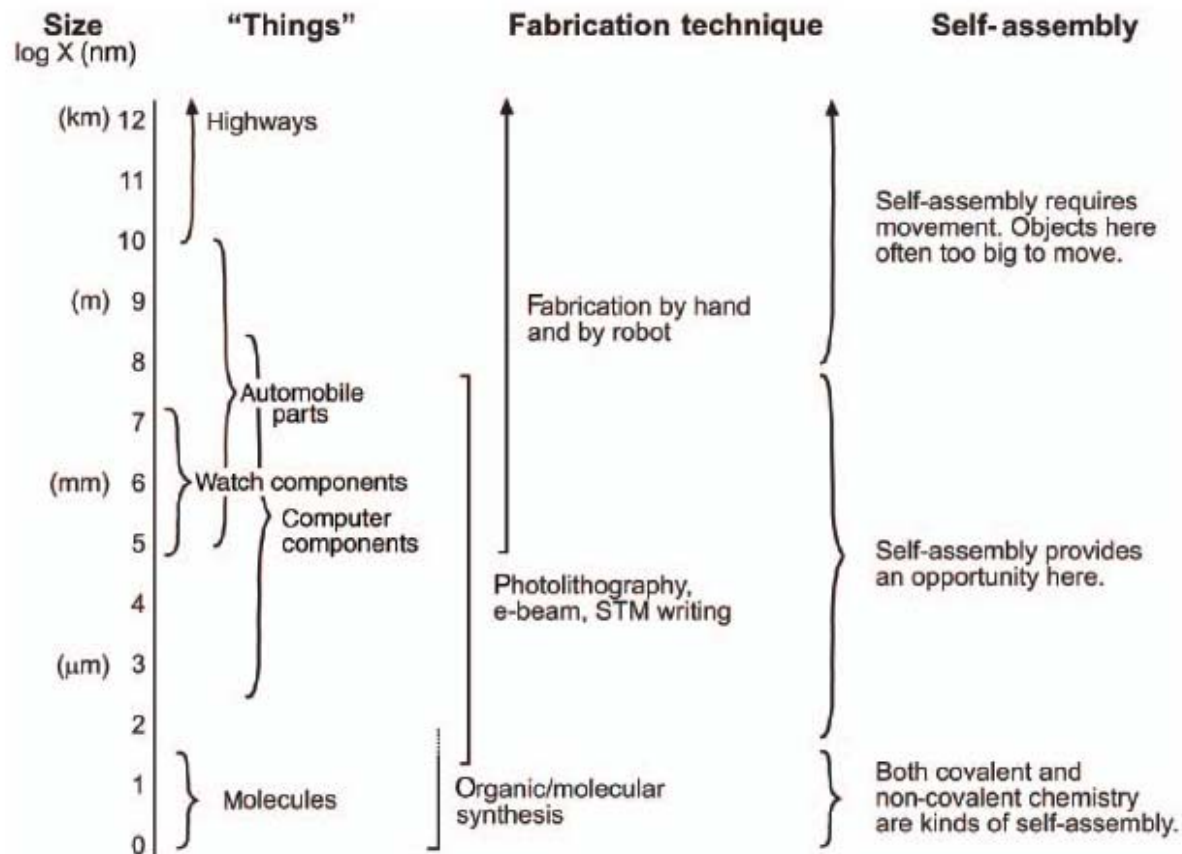 Size "Things" Fabrication technique Self-assembly
log X (nm)
(km) 12
Highways
11
10
(m) 9
8
7
(mm) 6
5
4
(μm) 3
2
1
0
Automobile
parts
Watch components
Computer
components
Molecules
Fabrication by hand
and by robot
Photolithography,
e-beam, STM writing
Organic/molecular
synthesis
Self-assembly requires
movement. Objects here
often too big to move.
Self-assembly provides
an opportunity here.
Both covalent and
non-covalent chemistry
are kinds of self-assembly.